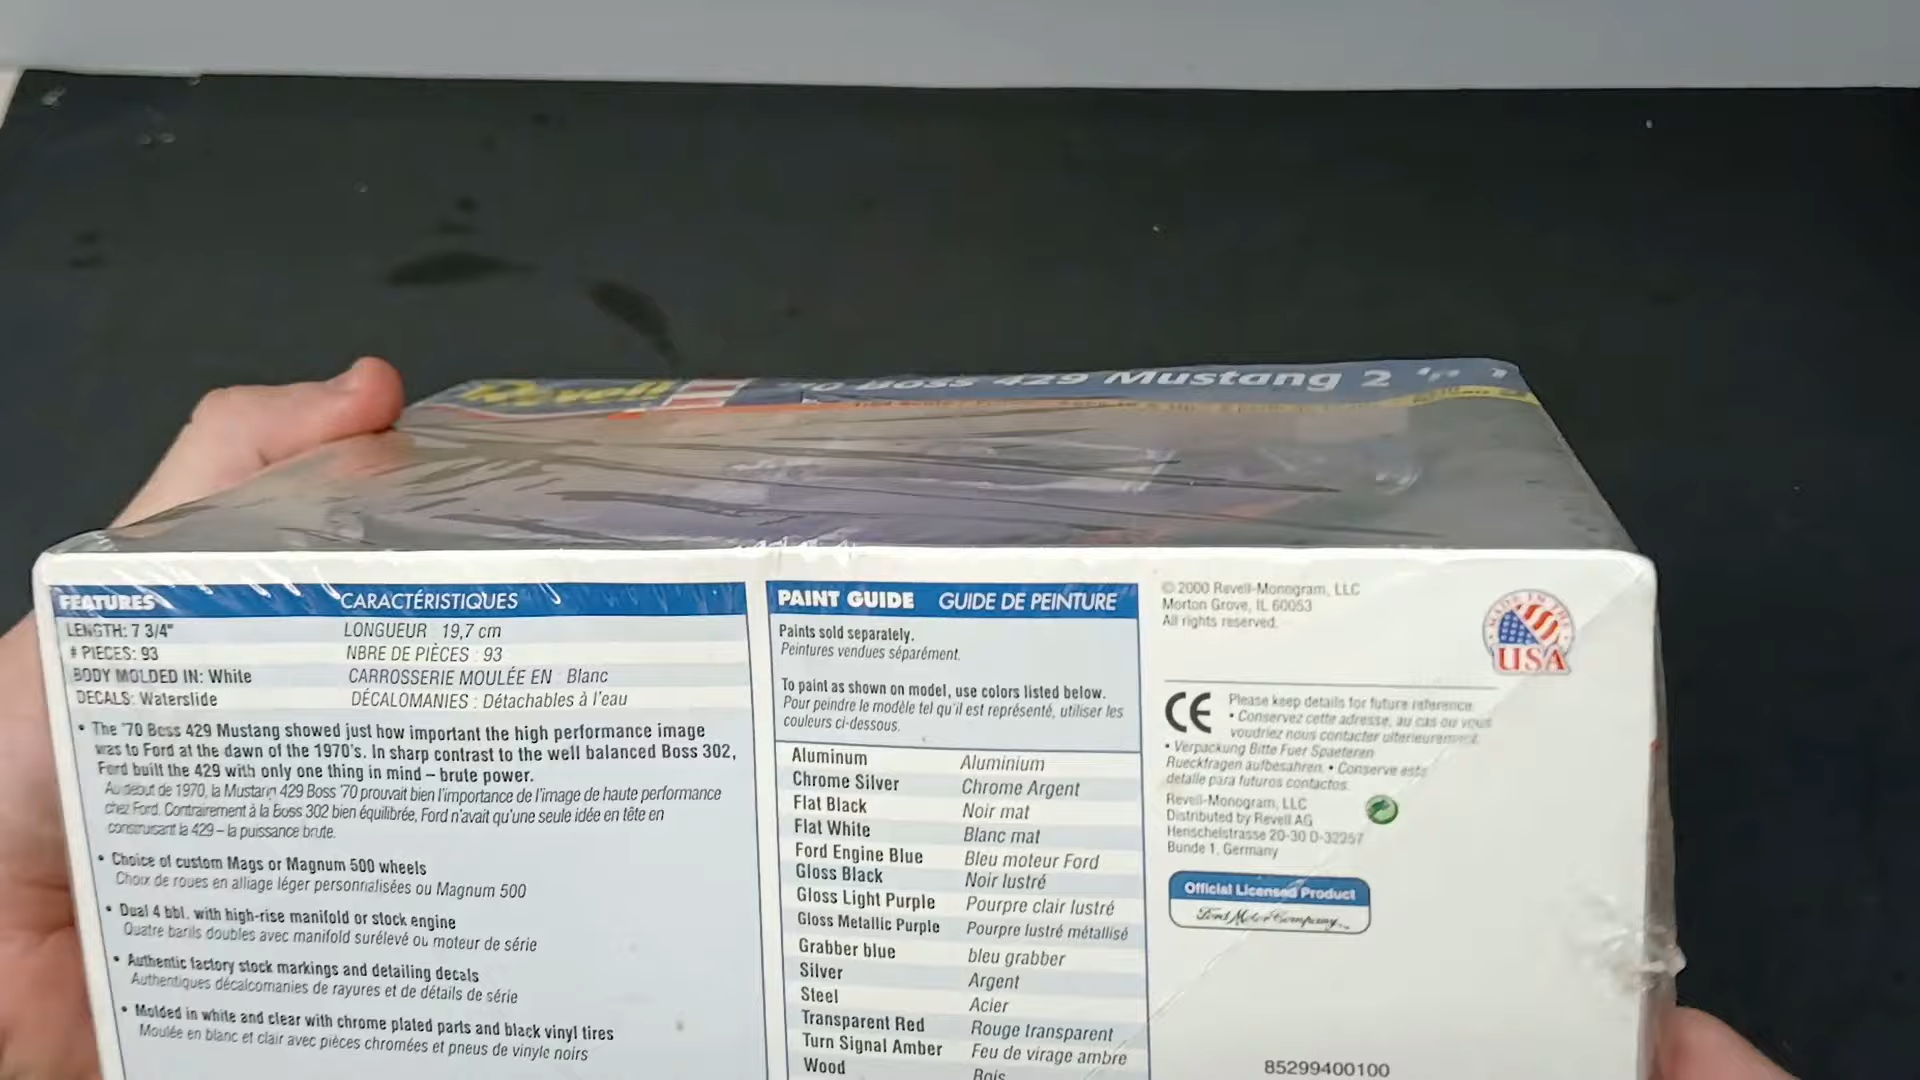 Revell
'70 Boss 429 Mustang 2 'n 1
FEATURES CARACTÉRISTIQUES
LENGTH: 7 3/4" LONGUEUR : 19,7 cm
# PIECES: 93 NBRE DE PIÈCES : 93
BODY MOLDED IN: White CARROSSERIE MOULÉE EN : Blanc
DECALS: Waterslide DÉCALOMANIES : Détachables à l'eau
• The '70 Boss 429 Mustang showed just how important the high performance image
was to Ford at the dawn of the 1970's. In sharp contrast to the well balanced Boss 302,
Ford built the 429 with only one thing in mind – brute power.
Au début de 1970, la Mustang 429 Boss '70 prouvait bien l'importance de l'image de haute performance
chez Ford. Contrairement à la Boss 302 bien équilibrée, Ford n'avait qu'une seule idée en tête en
construisant la 429 – la puissance brute.
• Choice of custom Mags or Magnum 500 wheels
Choix de roues en alliage léger personnalisées ou Magnum 500
• Dual 4 bbl. with high-rise manifold or stock engine
Quatre barils doubles avec manifold surélevé ou moteur de série
• Authentic factory stock markings and detailing decals
Authentiques décalcomanies de rayures et de détails de série
• Molded in white and clear with chrome plated parts and black vinyl tires
Moulée en blanc et clair avec pièces chromées et pneus de vinyle noirs
PAINT GUIDE GUIDE DE PEINTURE
Paints sold separately.
Peintures vendues séparément.
To paint as shown on model, use colors listed below.
Pour peindre le modèle tel qu'il est représenté, utiliser les
couleurs ci-dessous.
Aluminum Aluminium
Chrome Silver Chrome Argent
Flat Black Noir mat
Flat White Blanc mat
Ford Engine Blue Bleu moteur Ford
Gloss Black Noir lustré
Gloss Light Purple Pourpre clair lustré
Gloss Metallic Purple Pourpre lustré métallisé
Grabber blue bleu grabber
Silver Argent
Steel Acier
Transparent Red Rouge transparent
Turn Signal Amber Feu de virage ambre
Wood Bois
© 2000 Revell-Monogram, LLC
Morton Grove, IL 60053
All rights reserved.
MADE IN THE
USA
CE
Please keep details for future reference.
• Conservez cette adresse, au cas ou vous
voudriez nous contacter ulterieurement.
• Verpackung Bitte Fuer Spaeteren
Rueckfragen aufbesahren. • Conserve este
detalle para futuros contactos.
Revell-Monogram, LLC
Distributed by Revell AG
Henschelstrasse 20-30 D-32257
Bunde 1, Germany
Official Licensed Product
Ford Motor Company
85299400100